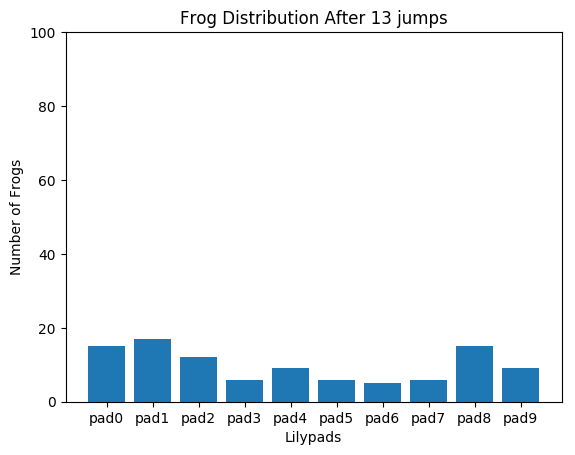 Frog Distribution After 13 jumps
100
80
60
40
20
0
Number of Frogs
pad0 pad1 pad2 pad3 pad4 pad5 pad6 pad7 pad8 pad9
Lilypads